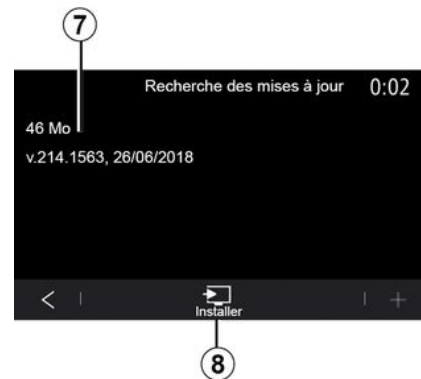 7
Recherche des mises à jour 0:02
46 Mo
v.214.1563, 26/06/2018
Installer
8